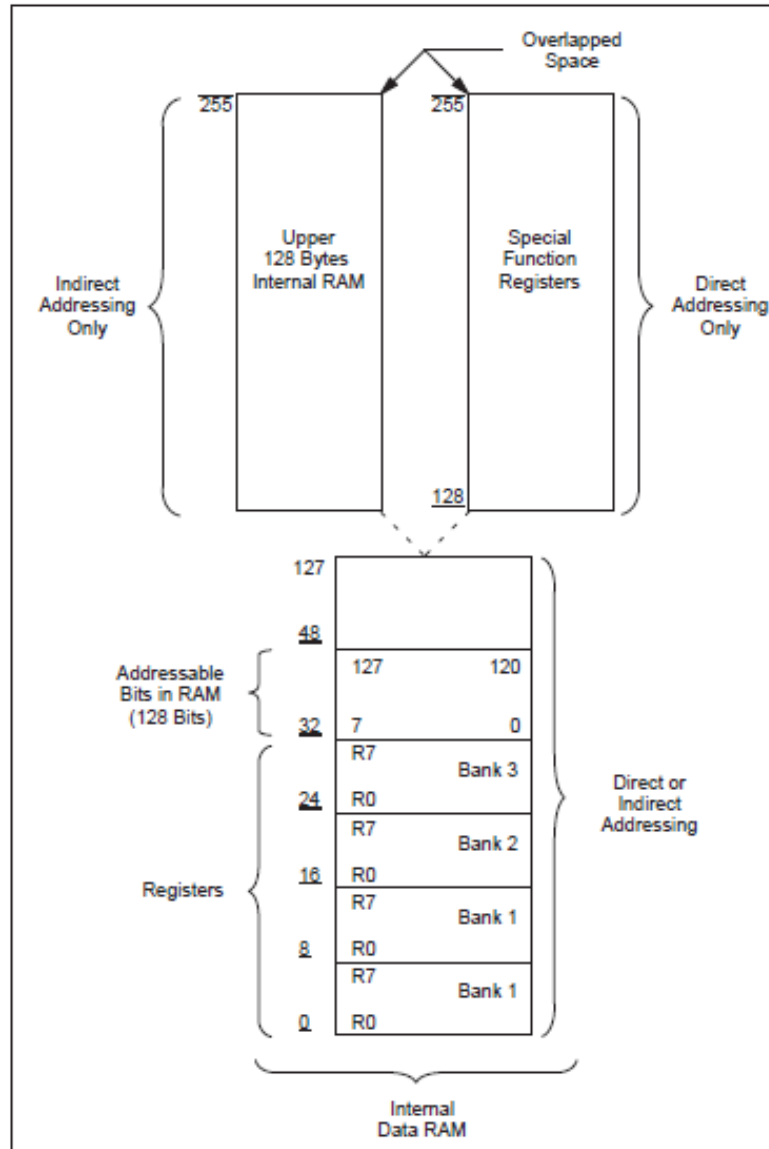 Overlapped
Space
255
255
Upper
128 Bytes
Internal RAM
Special
Function
Registers
Indirect
Addressing
Only
Direct
Addressing
Only
128
127
48
Addressable
Bits in RAM
(128 Bits)
127 120
32 7 0
R7
Bank 3
24 R0
R7
Bank 2
16 R0
Registers
R7
Bank 1
8 R0
R7
Bank 1
0 R0
Direct or
Indirect
Addressing
Internal
Data RAM